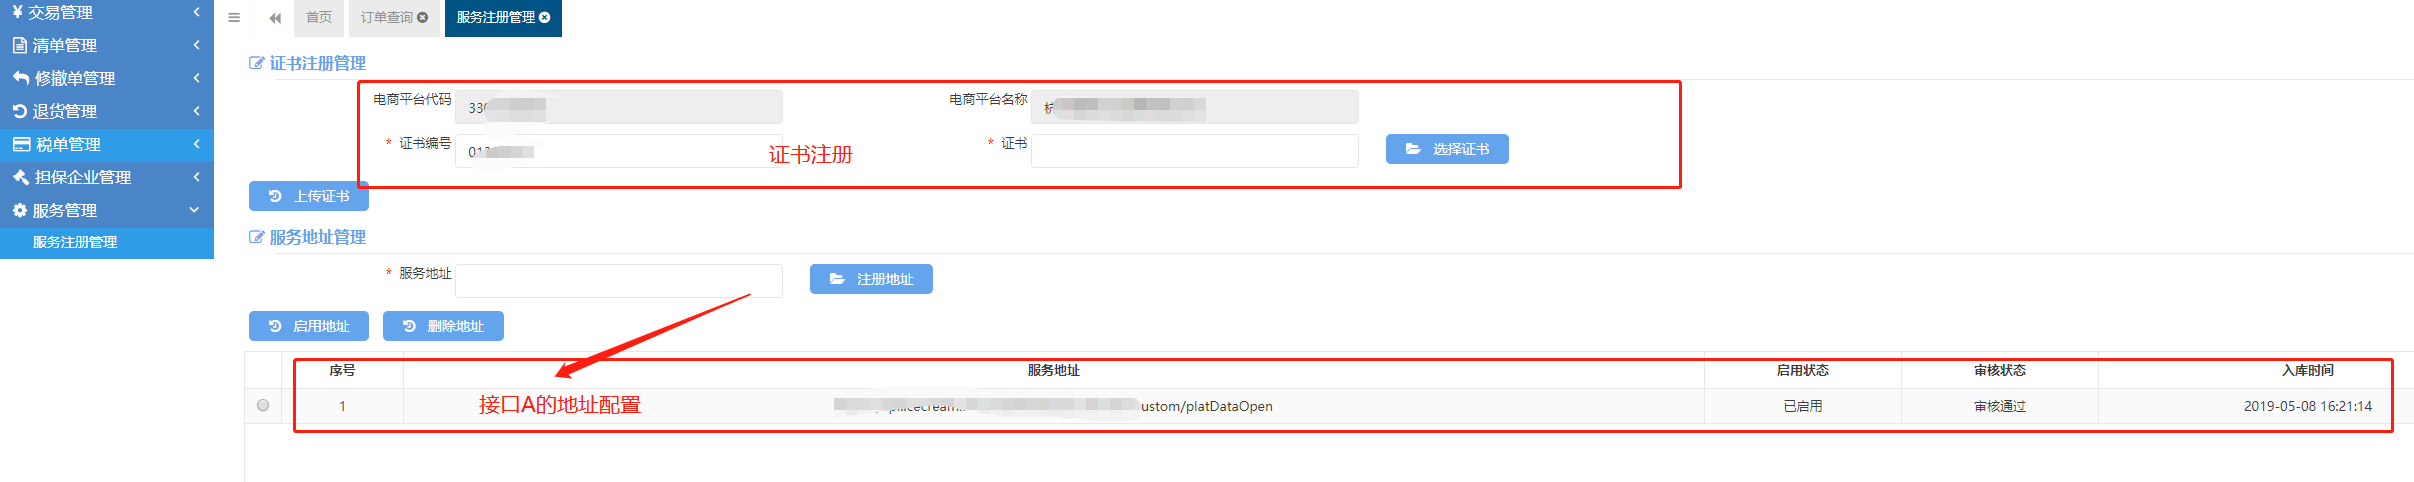 交易管理
清单管理
修撤单管理
退货管理
税单管理
担保企业管理
服务管理
服务注册管理
首页 订单查询 服务注册管理
证书注册管理
电商平台代码 330 电商平台名称 杭
* 证书编号 01 * 证书 选择证书
证书注册
上传证书
服务地址管理
* 服务地址 注册地址
启用地址 删除地址
序号 服务地址 启用状态 审核状态 入库时间
1 接口A的地址配置 ustom/platDataOpen 已启用 审核通过 2019-05-08 16:21:14